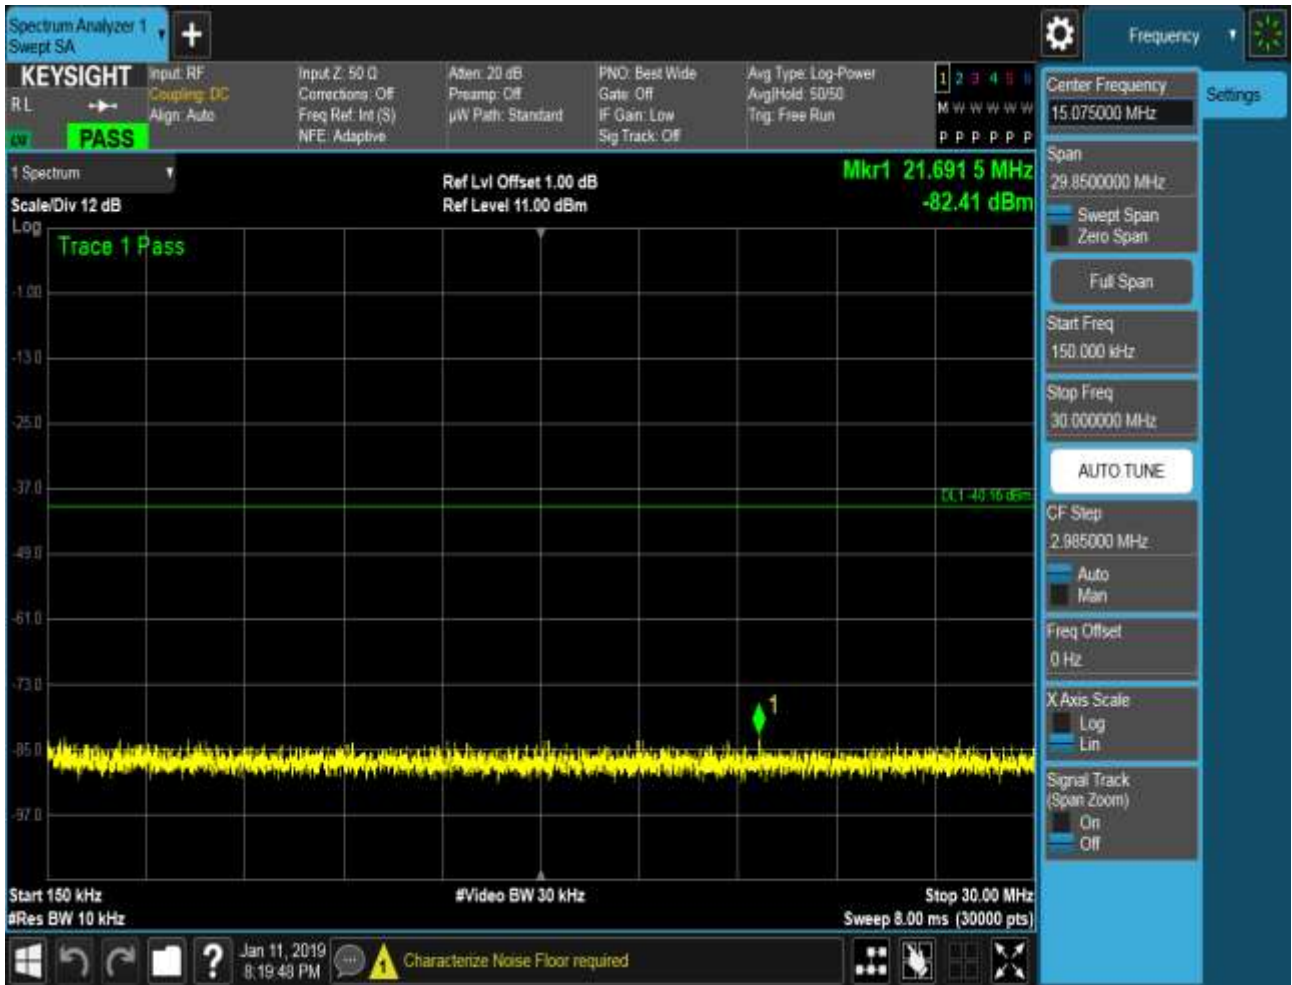 Spectrum Analyzer 1
Swept SA
Frequency
KEYSIGHT
R L
PASS
Input: RF
Coupling: DC
Align: Auto
Input Z: 50 Ω
Corrections: Off
Freq Ref: Int (S)
NFE: Adaptive
Atten: 20 dB
Preamp: Off
µW Path: Standard
PNO: Best Wide
Gate: Off
IF Gain: Low
Sig Track: Off
Avg Type: Log-Power
Avg|Hold: 50/50
Trig: Free Run
1 2 3 4 5 6
M W W W W W
P P P P P P
1 Spectrum
Scale/Div 12 dB
Log
Ref Lvl Offset 1.00 dB
Ref Level 11.00 dBm
Mkr1 21.691 5 MHz
-82.41 dBm
Trace 1 Pass
-1.00
-13.0
-25.0
-37.0
DL1 -40.16 dBm
-49.0
-61.0
-73.0
1
-85.0
-97.0
Start 150 kHz
#Res BW 10 kHz
#Video BW 30 kHz
Stop 30.00 MHz
Sweep 8.00 ms (30000 pts)
Jan 11, 2019
8:19:48 PM
Characterize Noise Floor required
Settings
Center Frequency
15.075000 MHz
Span
29.8500000 MHz
Swept Span
Zero Span
Full Span
Start Freq
150.000 kHz
Stop Freq
30.000000 MHz
AUTO TUNE
CF Step
2.985000 MHz
Auto
Man
Freq Offset
0 Hz
X Axis Scale
Log
Lin
Signal Track
(Span Zoom)
On
Off